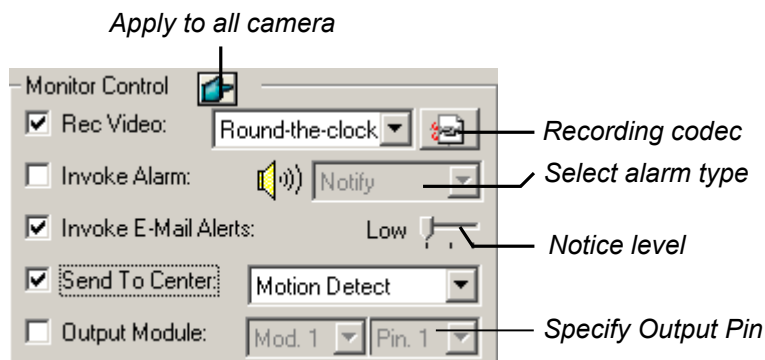 Apply to all camera
Monitor Control
Rec Video: Round-the-clock
Recording codec
Invoke Alarm: Notify
Select alarm type
Invoke E-Mail Alerts: Low
Notice level
Send To Center: Motion Detect
Output Module: Mod. 1 Pin. 1
Specify Output Pin